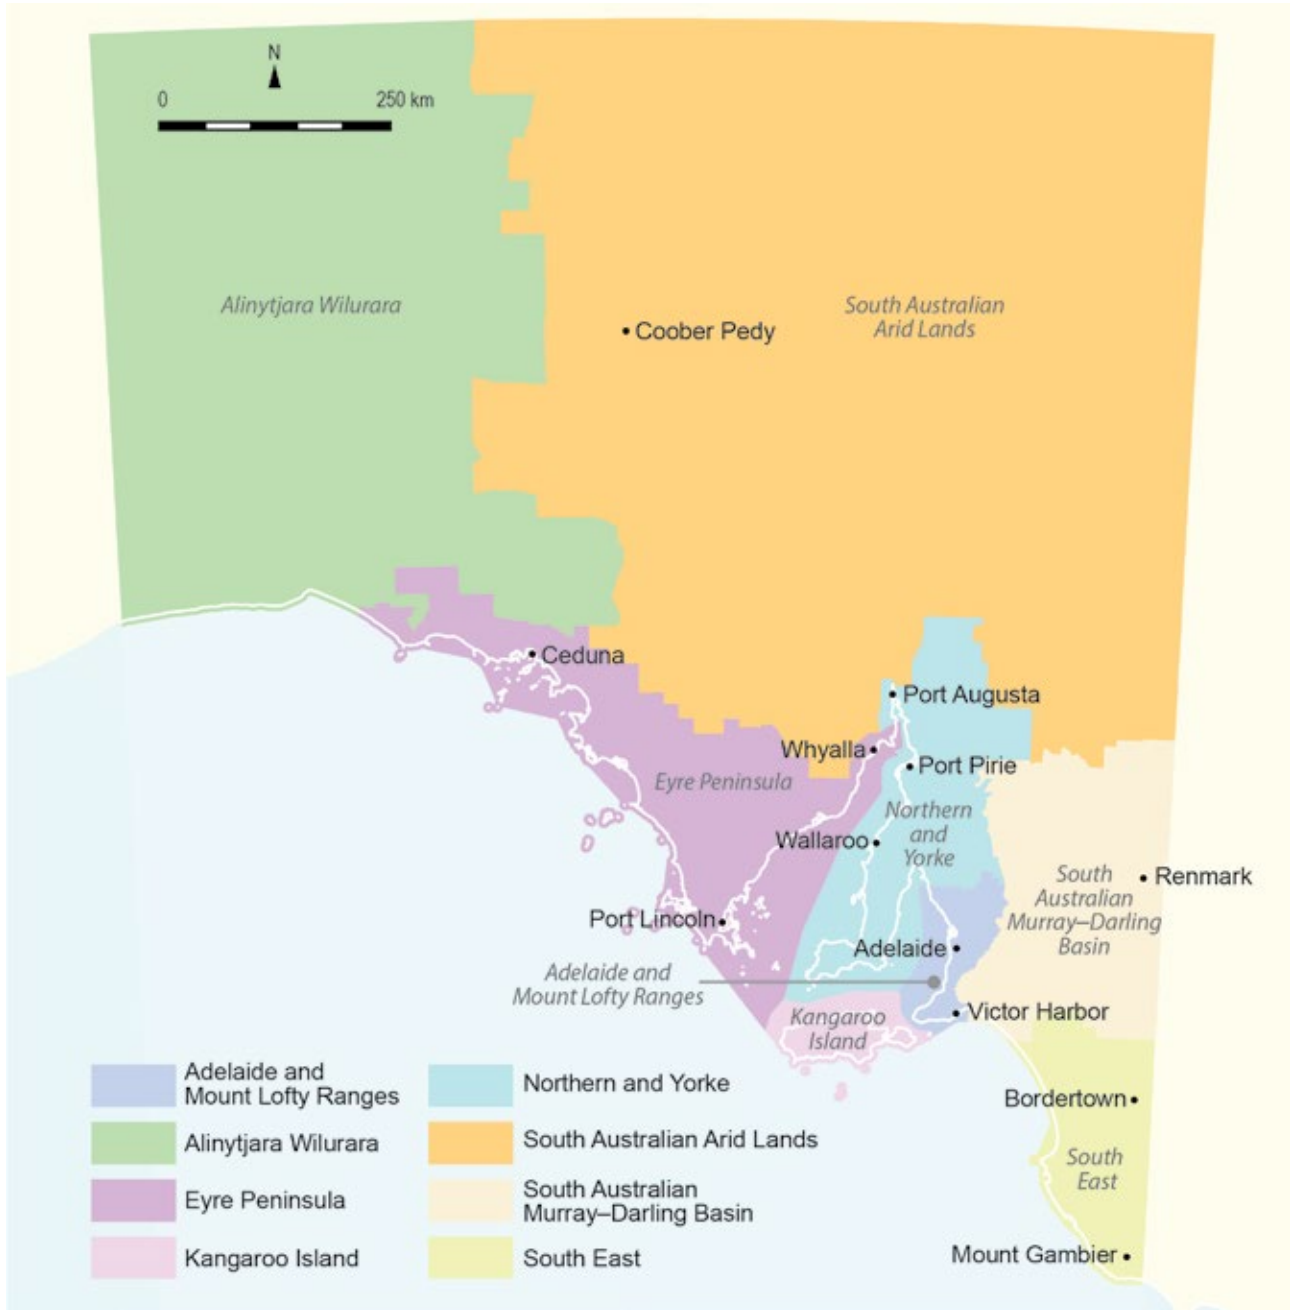 N
0 250 km
Alinytjara Wilurara
South Australian
Arid Lands
Coober Pedy
Ceduna
Port Augusta
Whyalla
Port Pirie
Eyre Peninsula
Northern
and
Yorke
Wallaroo
South
Australian
Murray–Darling
Basin
Renmark
Port Lincoln
Adelaide
Adelaide and
Mount Lofty Ranges
Kangaroo
Island
Victor Harbor
Bordertown
South
East
Mount Gambier
Adelaide and
Mount Lofty Ranges
Alinytjara Wilurara
Eyre Peninsula
Kangaroo Island
Northern and Yorke
South Australian Arid Lands
South Australian
Murray–Darling Basin
South East